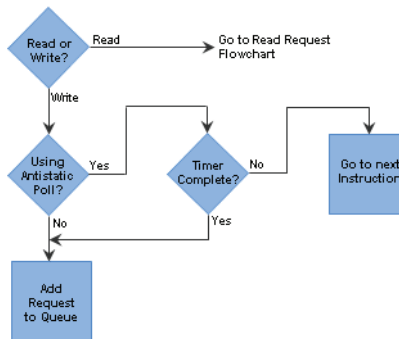 Read or
Write?
Read
Go to Read Request
Flowchart
Write
Using
Antistatic
Poll?
Yes
Timer
Complete?
No
Go to next
Instruction
No
Yes
Add
Request
to Queue